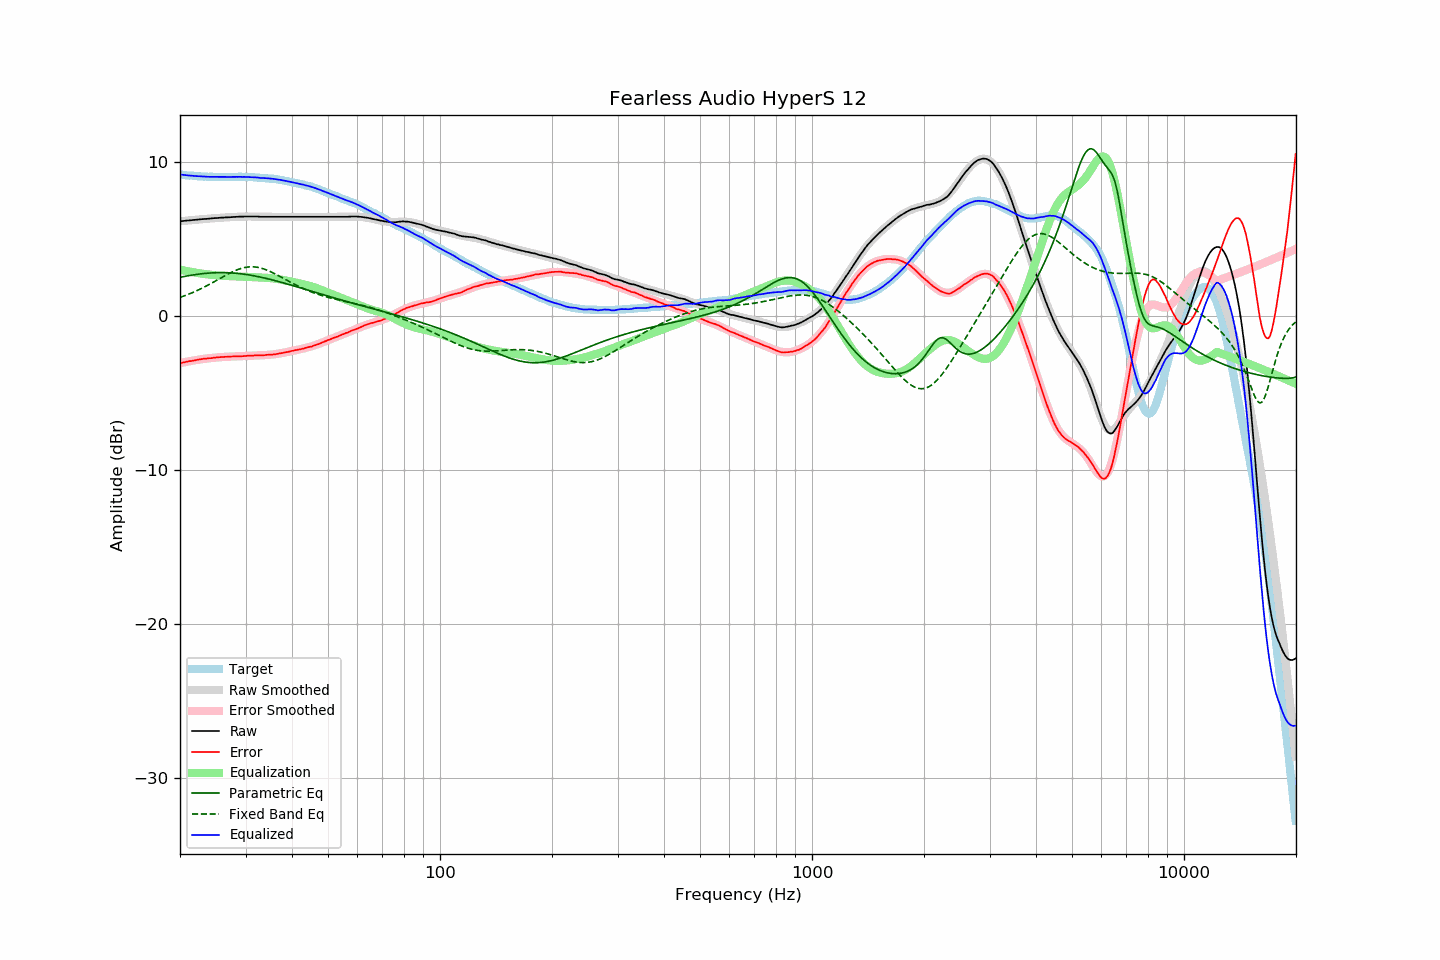 Fearless Audio HyperS 12
Amplitude (dBr)
10
0
−10
−20
−30
Target
Raw Smoothed
Error Smoothed
Raw
Error
Equalization
Parametric Eq
Fixed Band Eq
Equalized
100
1000
10000
Frequency (Hz)